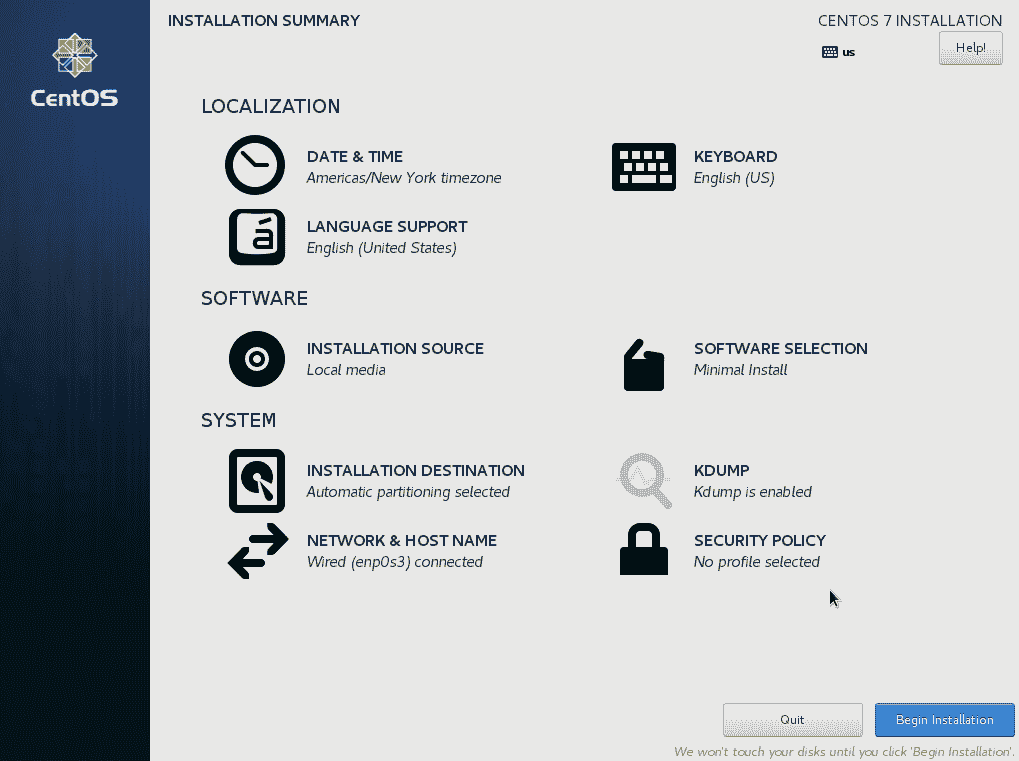 INSTALLATION SUMMARY
CENTOS 7 INSTALLATION
us
Help!
CentOS
LOCALIZATION
DATE & TIME
Americas/New York timezone
KEYBOARD
English (US)
LANGUAGE SUPPORT
English (United States)
SOFTWARE
INSTALLATION SOURCE
Local media
SOFTWARE SELECTION
Minimal Install
SYSTEM
INSTALLATION DESTINATION
Automatic partitioning selected
KDUMP
Kdump is enabled
NETWORK & HOST NAME
Wired (enp0s3) connected
SECURITY POLICY
No profile selected
Quit
Begin Installation
We won't touch your disks until you click 'Begin Installation'.